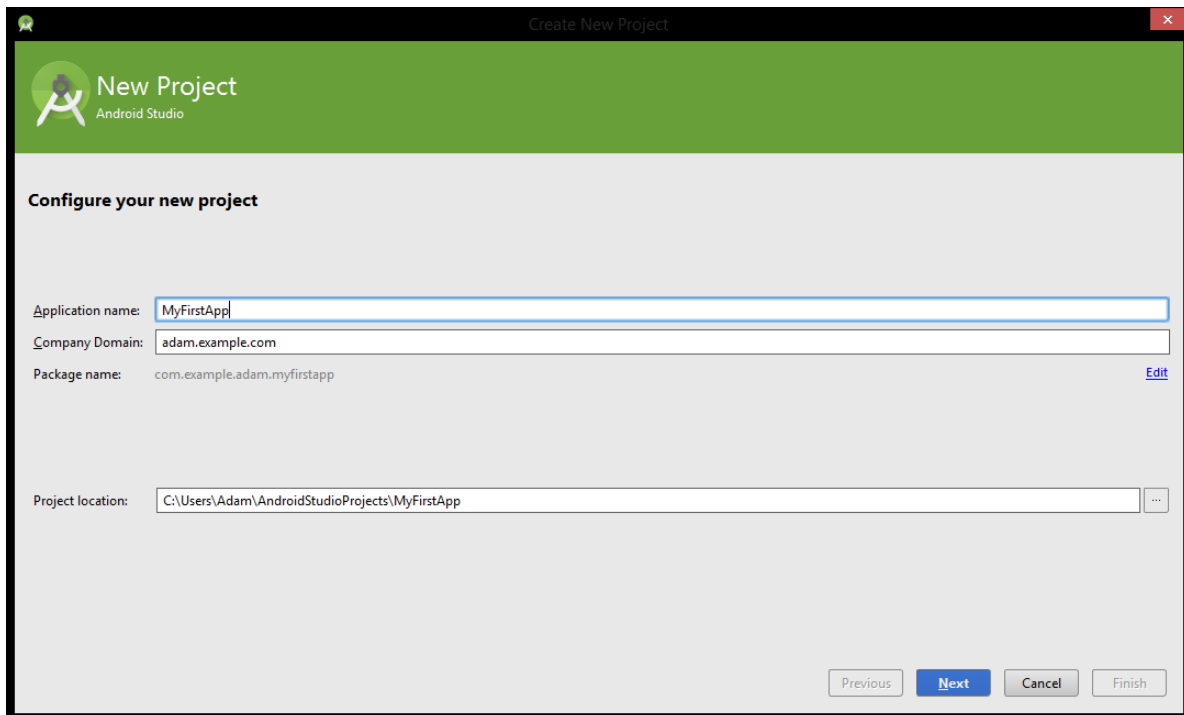 Create New Project
New Project
Android Studio
Configure your new project
Application name: MyFirstApp
Company Domain: adam.example.com
Package name: com.example.adam.myfirstapp Edit
Project location: C:\Users\Adam\AndroidStudioProjects\MyFirstApp ...
Previous Next Cancel Finish